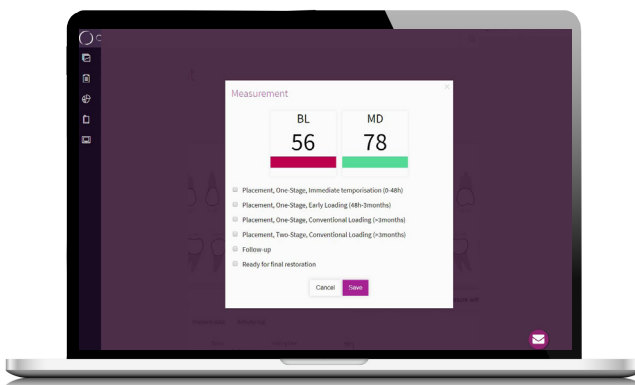 Measurement
BL
MD
56
78
Placement, One-Stage, Immediate temporisation (0-48h)
Placement, One-Stage, Early Loading (48h-3months)
Placement, One-Stage, Conventional Loading (>3months)
Placement, Two-Stage, Conventional Loading (>3months)
Follow-up
Ready for final restoration
Cancel
Save